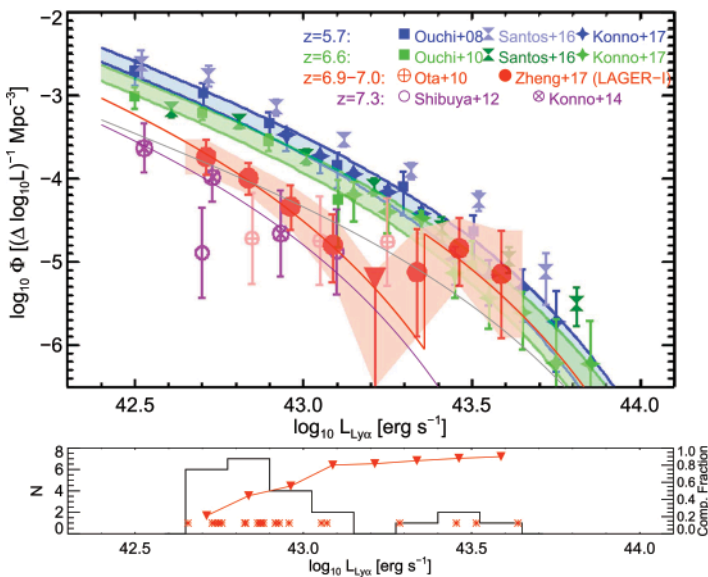 z=5.7: Ouchi+08 Santos+16 Konno+17
z=6.6: Ouchi+10 Santos+16 Konno+17
z=6.9−7.0: Ota+10 Zheng+17 (LAGER−I)
z=7.3: Shibuya+12 Konno+14
−2
−3
−4
−5
−6
log₁₀ Φ [(Δ log₁₀L)⁻¹ Mpc⁻³]
42.5 43.0 43.5 44.0
log₁₀ L_Lyα [erg s⁻¹]
8
6
4
2
0
N
1.0
0.8
0.6
0.4
0.2
0.0
Comp. Fraction
42.5 43.0 43.5 44.0
log₁₀ L_Lyα [erg s⁻¹]